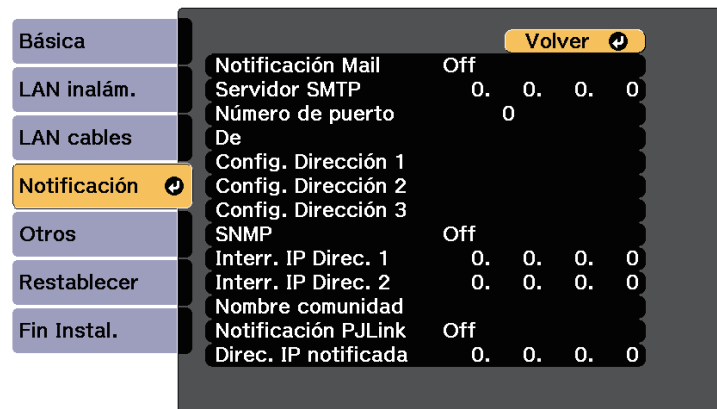 Básica
LAN inalám.
LAN cables
Notificación
Otros
Restablecer
Fin Instal.
Volver
Notificación Mail Off
Servidor SMTP 0. 0. 0. 0
Número de puerto 0
De
Config. Dirección 1
Config. Dirección 2
Config. Dirección 3
SNMP Off
Interr. IP Direc. 1 0. 0. 0. 0
Interr. IP Direc. 2 0. 0. 0. 0
Nombre comunidad
Notificación PJLink Off
Direc. IP notificada 0. 0. 0. 0